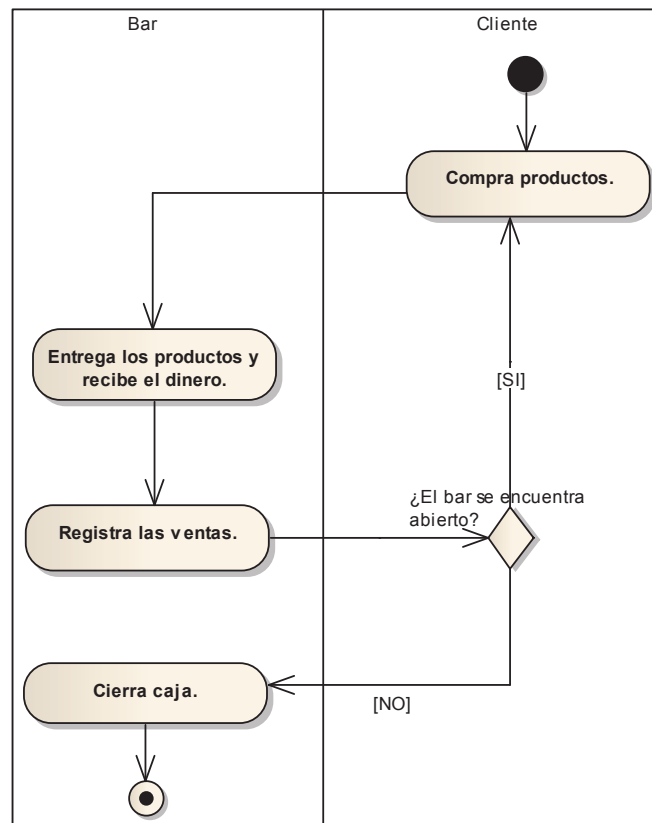 Bar
Cliente
Compra productos.
Entrega los productos y
recibe el dinero.
[SI]
¿El bar se encuentra
abierto?
Registra las ventas.
Cierra caja.
[NO]